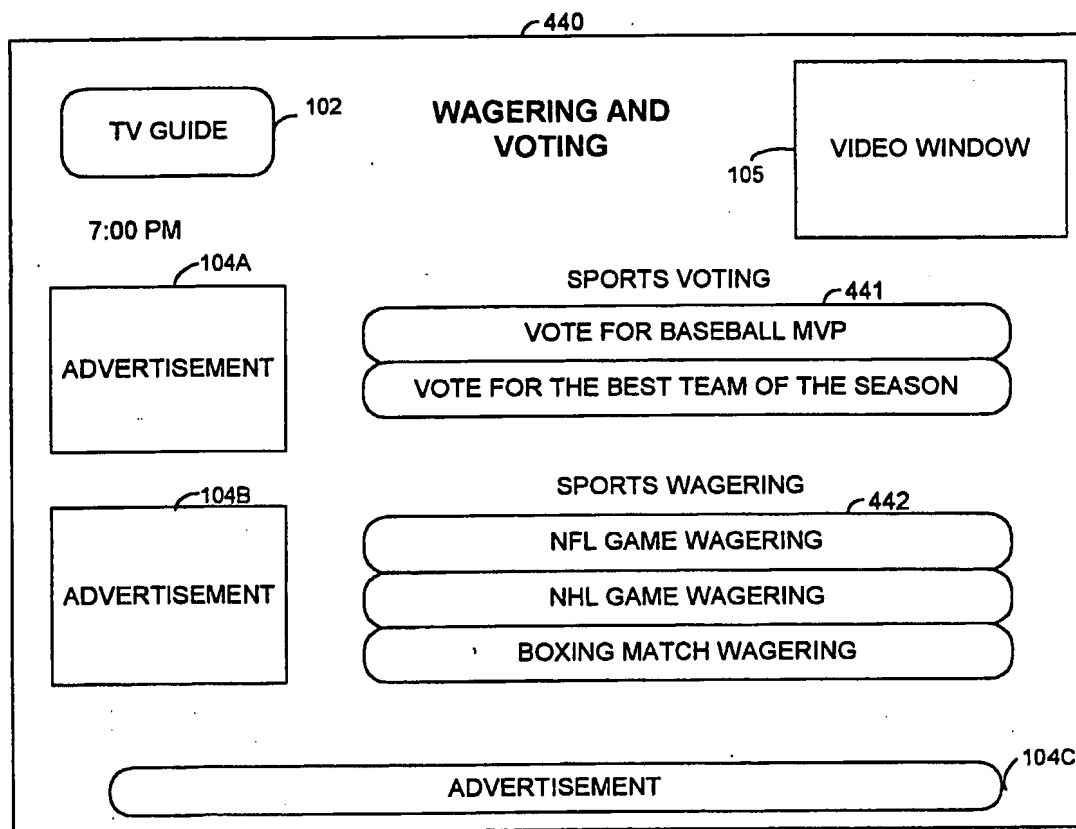 440
TV GUIDE
102
WAGERING AND
VOTING
VIDEO WINDOW
105
7:00 PM
104A
ADVERTISEMENT
SPORTS VOTING
441
VOTE FOR BASEBALL MVP
VOTE FOR THE BEST TEAM OF THE SEASON
104B
ADVERTISEMENT
SPORTS WAGERING
442
NFL GAME WAGERING
NHL GAME WAGERING
BOXING MATCH WAGERING
ADVERTISEMENT
104C